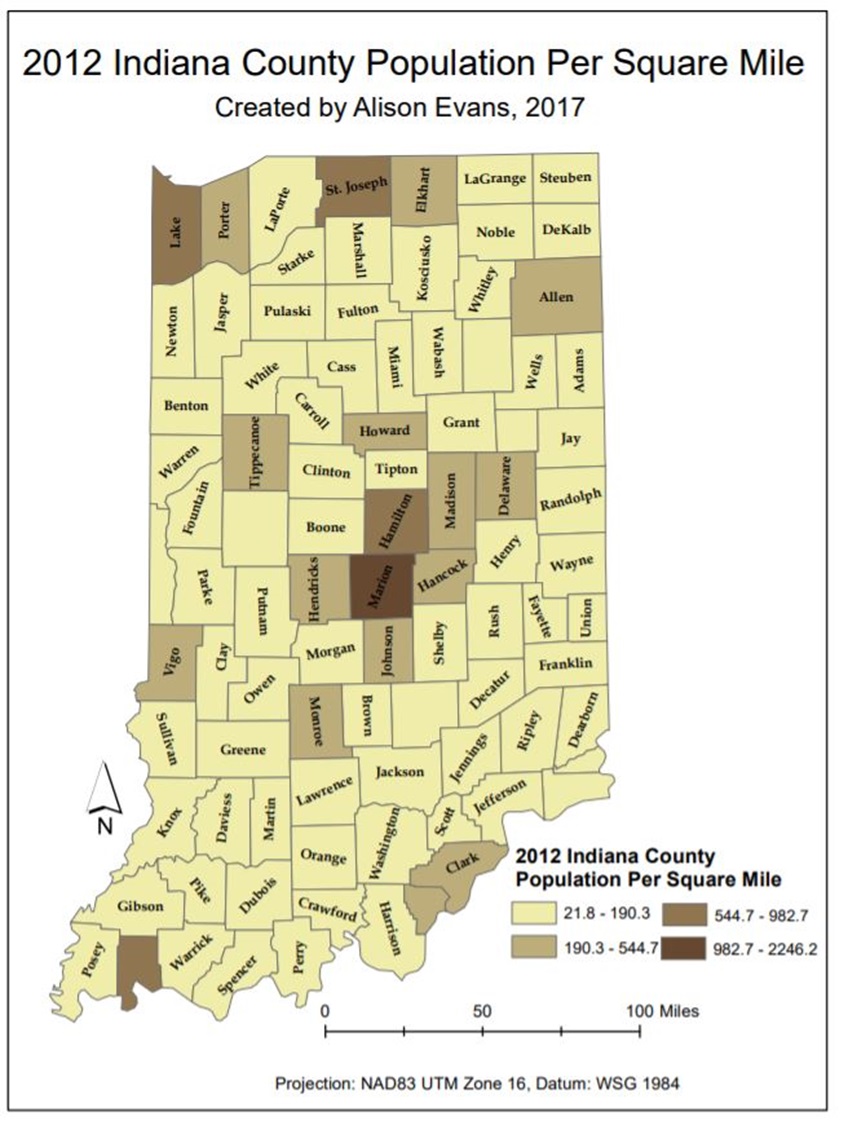 2012 Indiana County Population Per Square Mile
Created by Alison Evans, 2017
Lake
Porter
LaPorte
St. Joseph
Elkhart
LaGrange
Steuben
Noble
DeKalb
Starke
Marshall
Kosciusko
Whitley
Allen
Newton
Jasper
Pulaski
Fulton
White
Cass
Miami
Wabash
Wells
Adams
Benton
Carroll
Tippecanoe
Howard
Grant
Jay
Warren
Fountain
Clinton
Tipton
Madison
Delaware
Randolph
Boone
Hamilton
Henry
Wayne
Parke
Putnam
Hendricks
Marion
Hancock
Rush
Fayette
Union
Vigo
Clay
Owen
Morgan
Johnson
Shelby
Decatur
Franklin
Sullivan
Greene
Monroe
Brown
Jennings
Ripley
Dearborn
Jackson
Lawrence
Jefferson
Scott
Knox
Daviess
Martin
Orange
Washington
Clark
Gibson
Pike
Dubois
Crawford
Harrison
Posey
Warrick
Spencer
Perry
N
2012 Indiana County
Population Per Square Mile
21.8 - 190.3
544.7 - 982.7
190.3 - 544.7
982.7 - 2246.2
0 50 100 Miles
Projection: NAD83 UTM Zone 16, Datum: WSG 1984